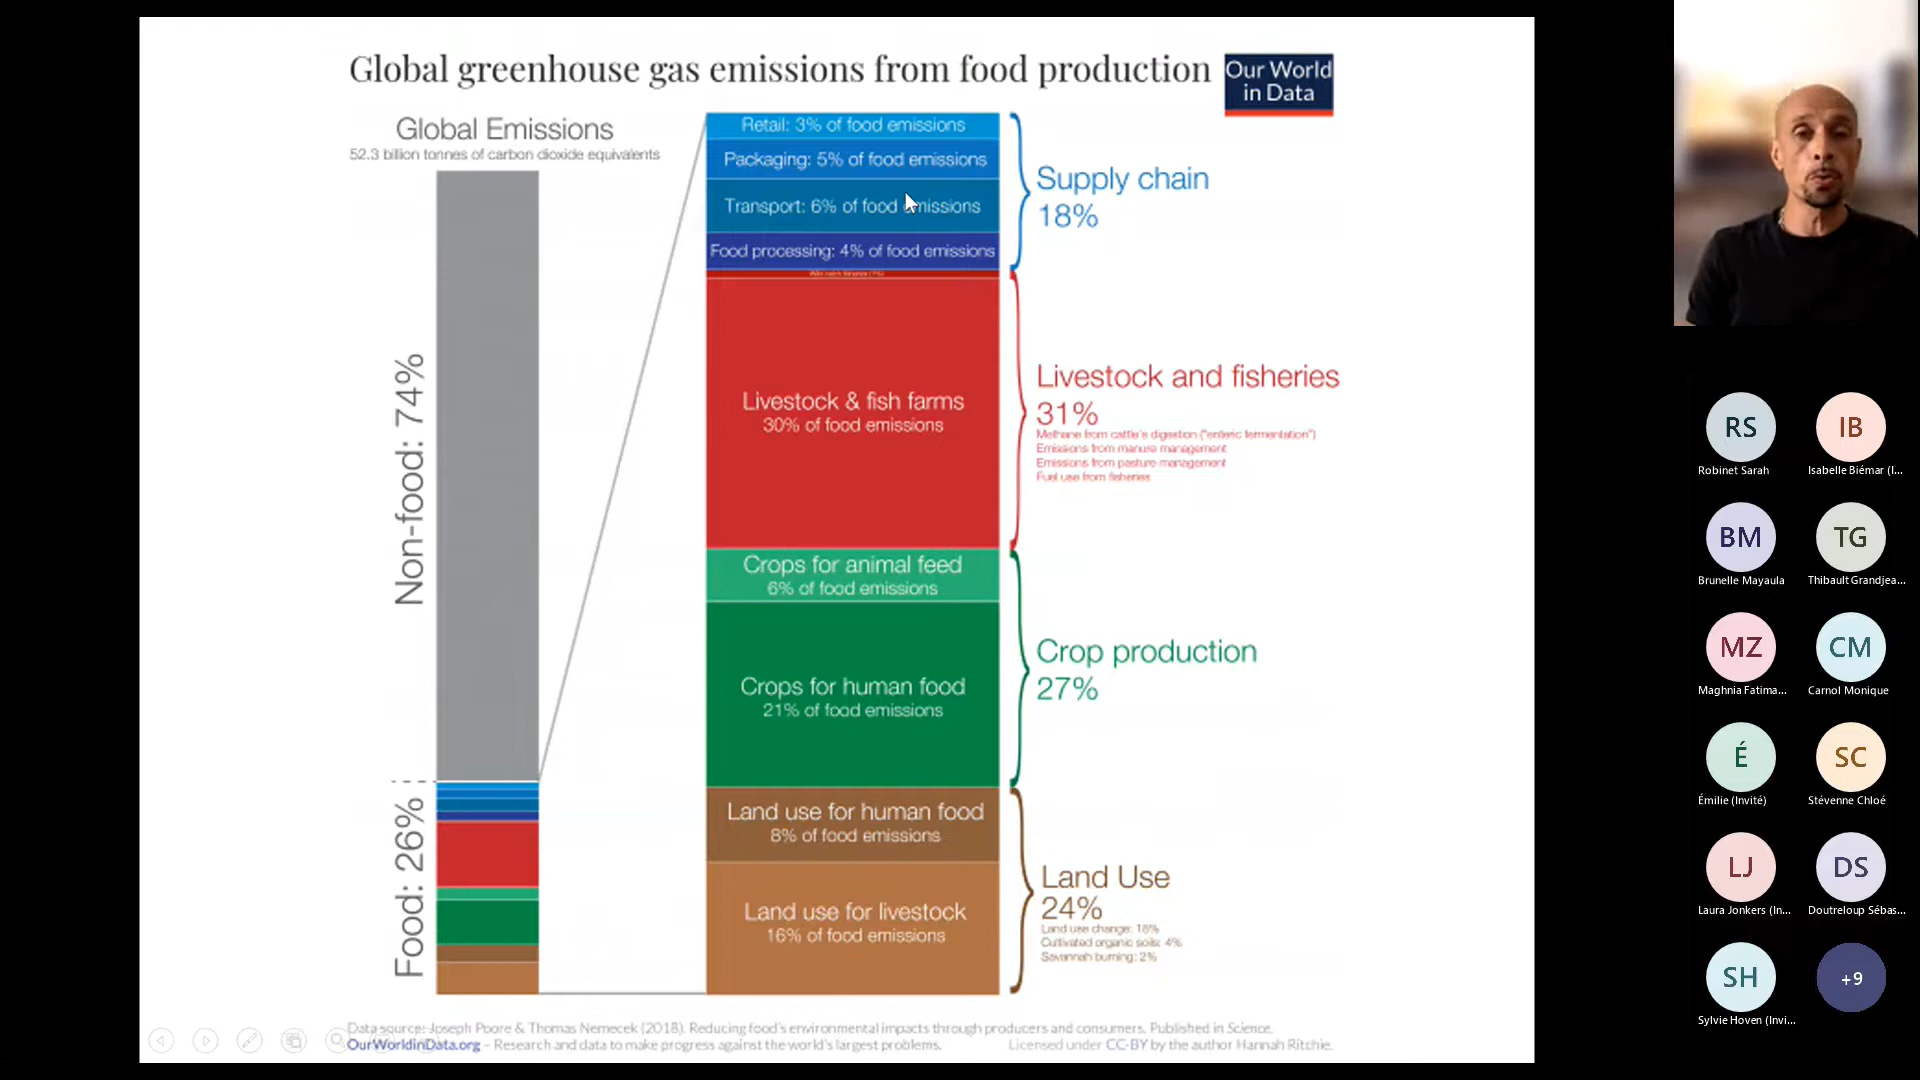 Global greenhouse gas emissions from food production
Our World
in Data
Global Emissions
52.3 billion tonnes of carbon dioxide equivalents
Non-food: 74%
Food: 26%
Retail: 3% of food emissions
Packaging: 5% of food emissions
Transport: 6% of food emissions
Food processing: 4% of food emissions
Livestock & fish farms
30% of food emissions
Crops for animal feed
6% of food emissions
Crops for human food
21% of food emissions
Land use for human food
8% of food emissions
Land use for livestock
16% of food emissions
Supply chain
18%
Livestock and fisheries
31%
Methane from cattle's digestion ("enteric fermentation")
Emissions from manure management
Emissions from pasture management
Fuel use from fisheries
Crop production
27%
Land Use
24%
Land use change: 18%
Cultivated organic soils: 4%
Savannah burning: 2%
Data source: Joseph Poore & Thomas Nemecek (2018). Reducing food's environmental impacts through producers and consumers. Published in Science.
OurWorldinData.org – Research and data to make progress against the world's largest problems.
Licensed under CC-BY by the author Hannah Ritchie.
RS
Robinet Sarah
IB
Isabelle Biémar (I...
BM
Brunelle Mayaula
TG
Thibault Grandjea...
MZ
Maghnia Fatima...
CM
Carnol Monique
É
Émilie (Invité)
SC
Stévenne Chloé
LJ
Laura Jonkers (In...
DS
Doutreloup Sébas...
SH
Sylvie Hoven (Invi...
+9